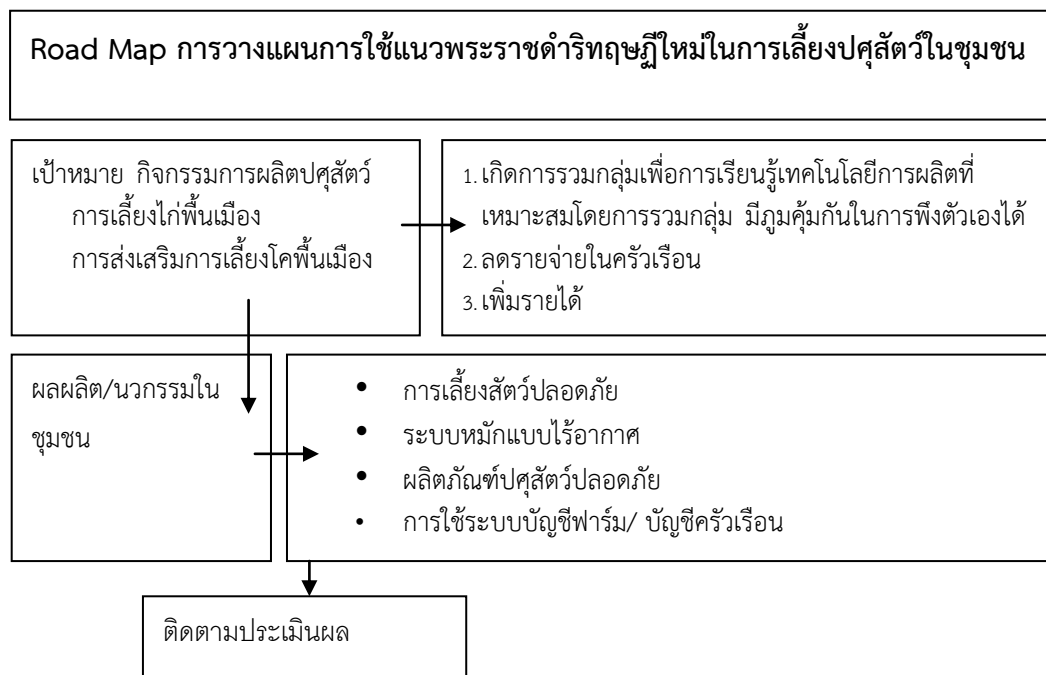 Road Map การวางแผนการใช้แนวพระราชดำริทฤษฎีใหม่ในการเลี้ยงปศุสัตว์ในชุมชน
เป้าหมาย กิจกรรมการผลิตปศุสัตว์
การเลี้ยงไก่พื้นเมือง
การส่งเสริมการเลี้ยงโคพื้นเมือง
1. เกิดการรวมกลุ่มเพื่อการเรียนรู้เทคโนโลยีการผลิตที่
เหมาะสมโดยการรวมกลุ่ม มีภูมคุ้มกันในการพึงตัวเองได้
2. ลดรายจ่ายในครัวเรือน
3. เพิ่มรายได้
ผลผลิต/นวกรรมใน
ชุมชน
• การเลี้ยงสัตว์ปลอดภัย
• ระบบหมักแบบไร้อากาศ
• ผลิตภัณฑ์ปศุสัตว์ปลอดภัย
• การใช้ระบบบัญชีฟาร์ม/ บัญชีครัวเรือน
ติดตามประเมินผล